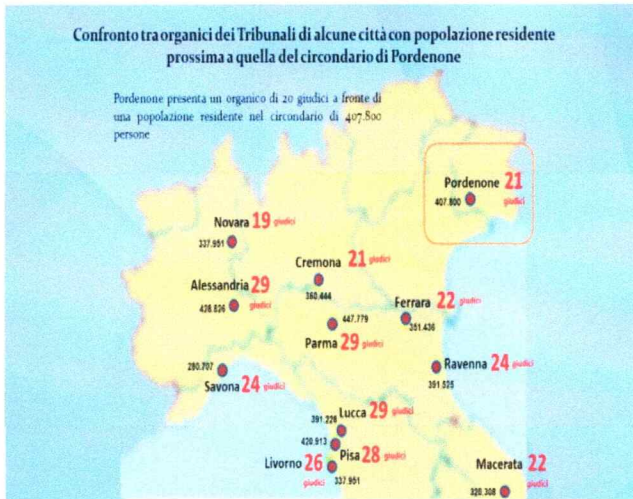 Confronto tra organici dei Tribunali di alcune città con popolazione residente
prossima a quella del circondario di Pordenone
Pordenone presenta un organico di 20 giudici a fronte di
una popolazione residente nel circondario di 407.800
persone
Pordenone 21
407.800 giudici
Novara 19 giudici
337.951
Cremona 21 giudici
360.444
Alessandria 29
428.826 giudici
Ferrara 22 giudici
351.436
447.779
Parma 29 giudici
Ravenna 24 giudici
391.525
280.707
Savona 24 giudici
Lucca 29 giudici
391.228
420.913
Pisa 28 giudici
Livorno 26
giudici
337.951
Macerata 22
328.308 giudici